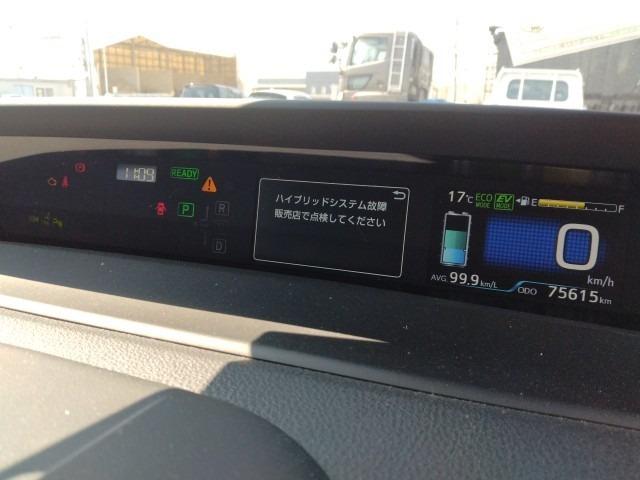 11:09
READY
P
R
D
ハイブリッドシステム故障
販売店で点検してください
17℃
ECO MODE
EV MODE
E
F
0
km/h
AVG. 99.9 km/L
ODO 75615 km